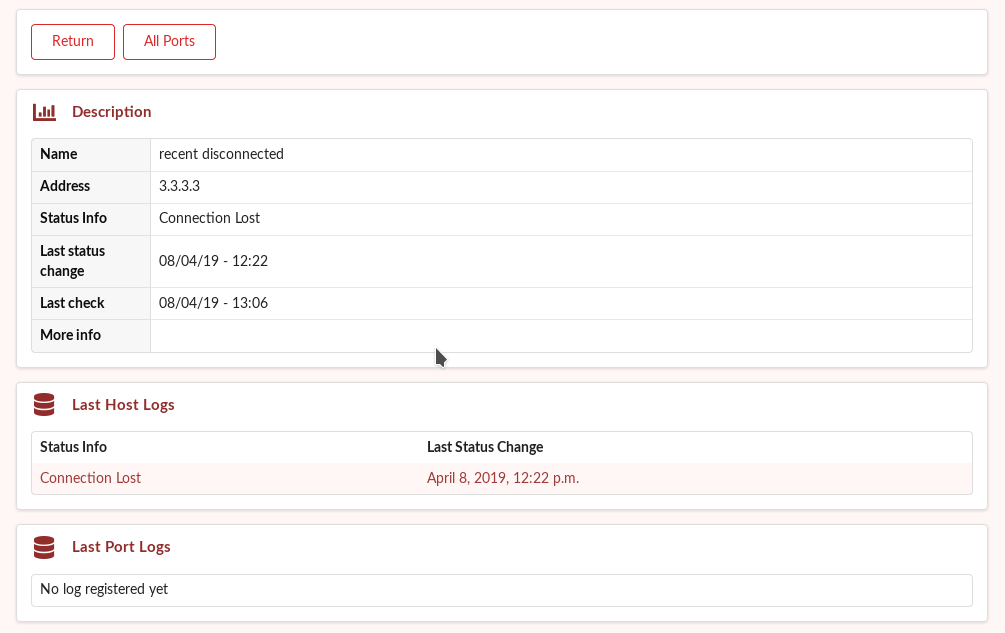 Return All Ports
Description
Name recent disconnected
Address 3.3.3.3
Status Info Connection Lost
Last status
change 08/04/19 - 12:22
Last check 08/04/19 - 13:06
More info
Last Host Logs
Status Info Last Status Change
Connection Lost April 8, 2019, 12:22 p.m.
Last Port Logs
No log registered yet